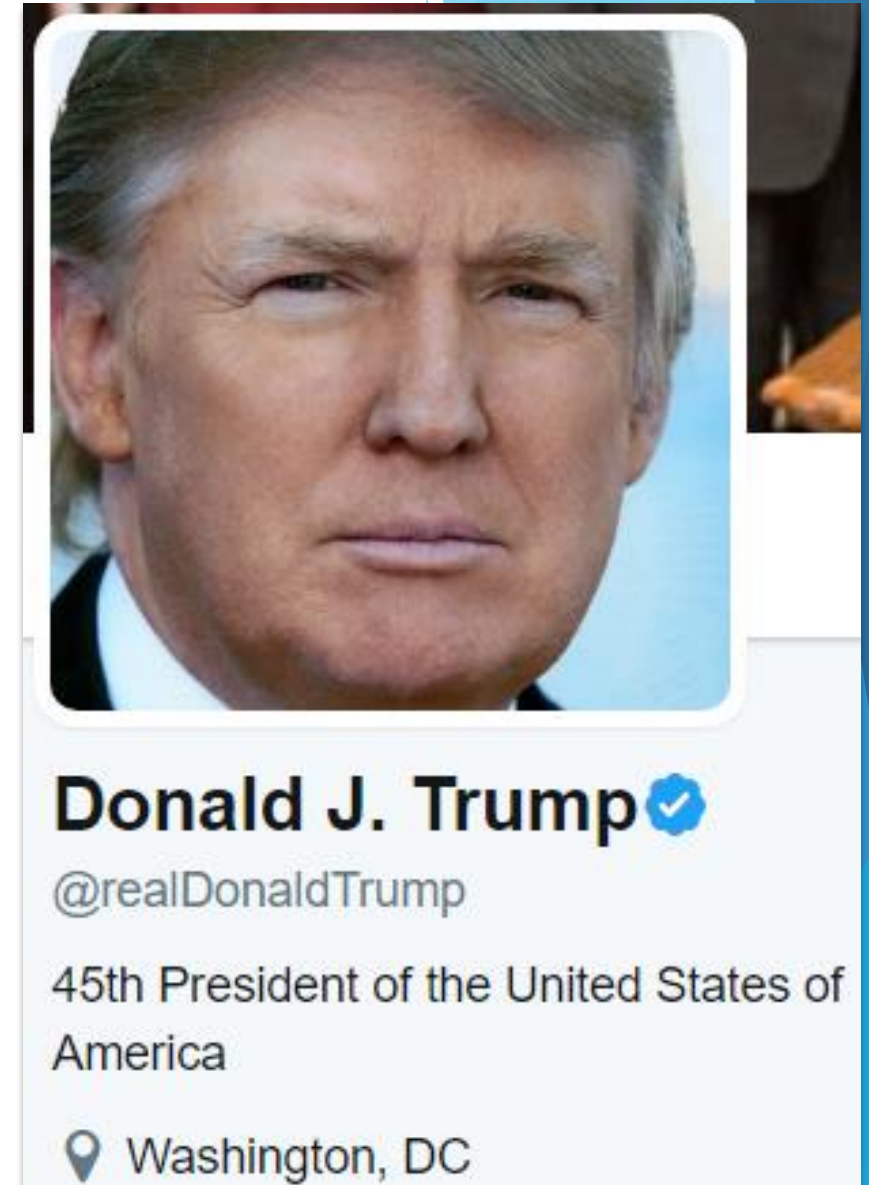 Donald J. Trump
@realDonaldTrump
45th President of the United States of
America
Washington, DC